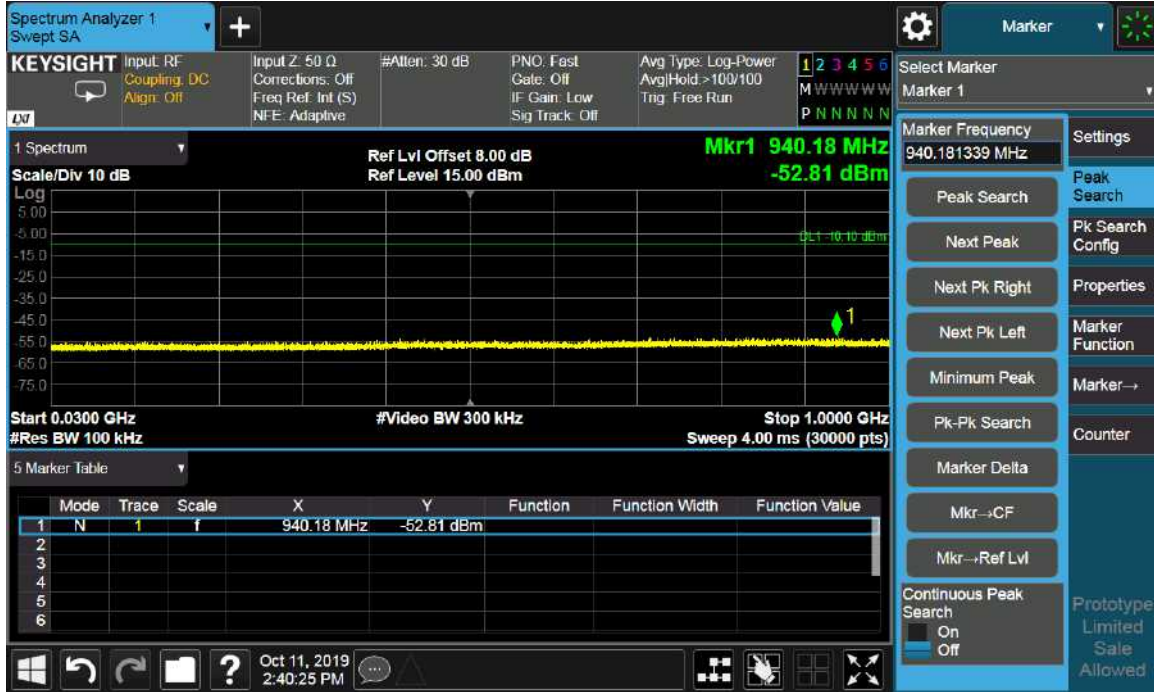 Spectrum Analyzer 1
Swept SA
+
Marker
KEYSIGHT
Input: RF
Coupling: DC
Align: Off
Input Z: 50 Ω
Corrections: Off
Freq Ref: Int (S)
NFE: Adaptive
#Atten: 30 dB
PNO: Fast
Gate: Off
IF Gain: Low
Sig Track: Off
Avg Type: Log-Power
Avg|Hold:>100/100
Trig: Free Run
1 2 3 4 5 6
M W W W W W
P N N N N N
LXI
Select Marker
Marker 1
1 Spectrum
Scale/Div 10 dB
Ref Lvl Offset 8.00 dB
Ref Level 15.00 dBm
Mkr1 940.18 MHz
-52.81 dBm
Log
5.00
-5.00
-15.0
-25.0
-35.0
-45.0
-55.0
-65.0
-75.0
DL1 -10.10 dBm
1
Start 0.0300 GHz
#Res BW 100 kHz
#Video BW 300 kHz
Stop 1.0000 GHz
Sweep 4.00 ms (30000 pts)
5 Marker Table
Mode Trace Scale X Y Function Function Width Function Value
1 N 1 f 940.18 MHz -52.81 dBm
2
3
4
5
6
Marker Frequency
940.181339 MHz
Peak Search
Next Peak
Next Pk Right
Next Pk Left
Minimum Peak
Pk-Pk Search
Marker Delta
Mkr→CF
Mkr→Ref Lvl
Continuous Peak
Search
On
Off
Settings
Peak
Search
Pk Search
Config
Properties
Marker
Function
Marker→
Counter
Prototype
Limited
Sale
Allowed
?
Oct 11, 2019
2:40:25 PM